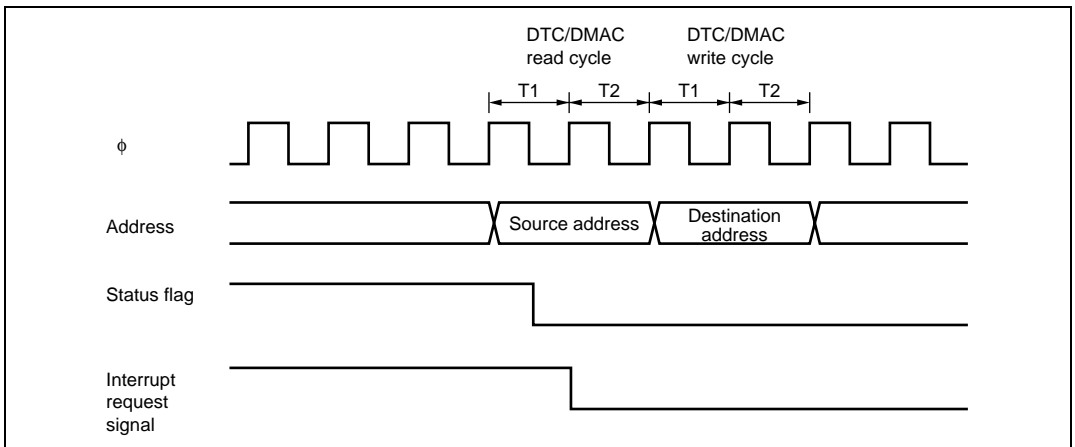 DTC/DMAC
read cycle
DTC/DMAC
write cycle
T1
T2
T1
T2
ϕ
Address
Source address
Destination
address
Status flag
Interrupt
request
signal